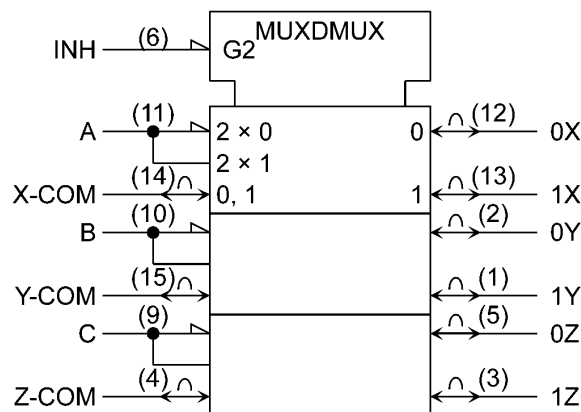 MUXDMUX
INH (6) G2
A (11) 2 × 0 0 (12) 0X
2 × 1
X-COM (14) ∩ 0, 1 1 ∩ (13) 1X
B (10) ∩ (2) 0Y
Y-COM (15) ∩ ∩ (1) 1Y
C (9) ∩ (5) 0Z
Z-COM (4) ∩ ∩ (3) 1Z